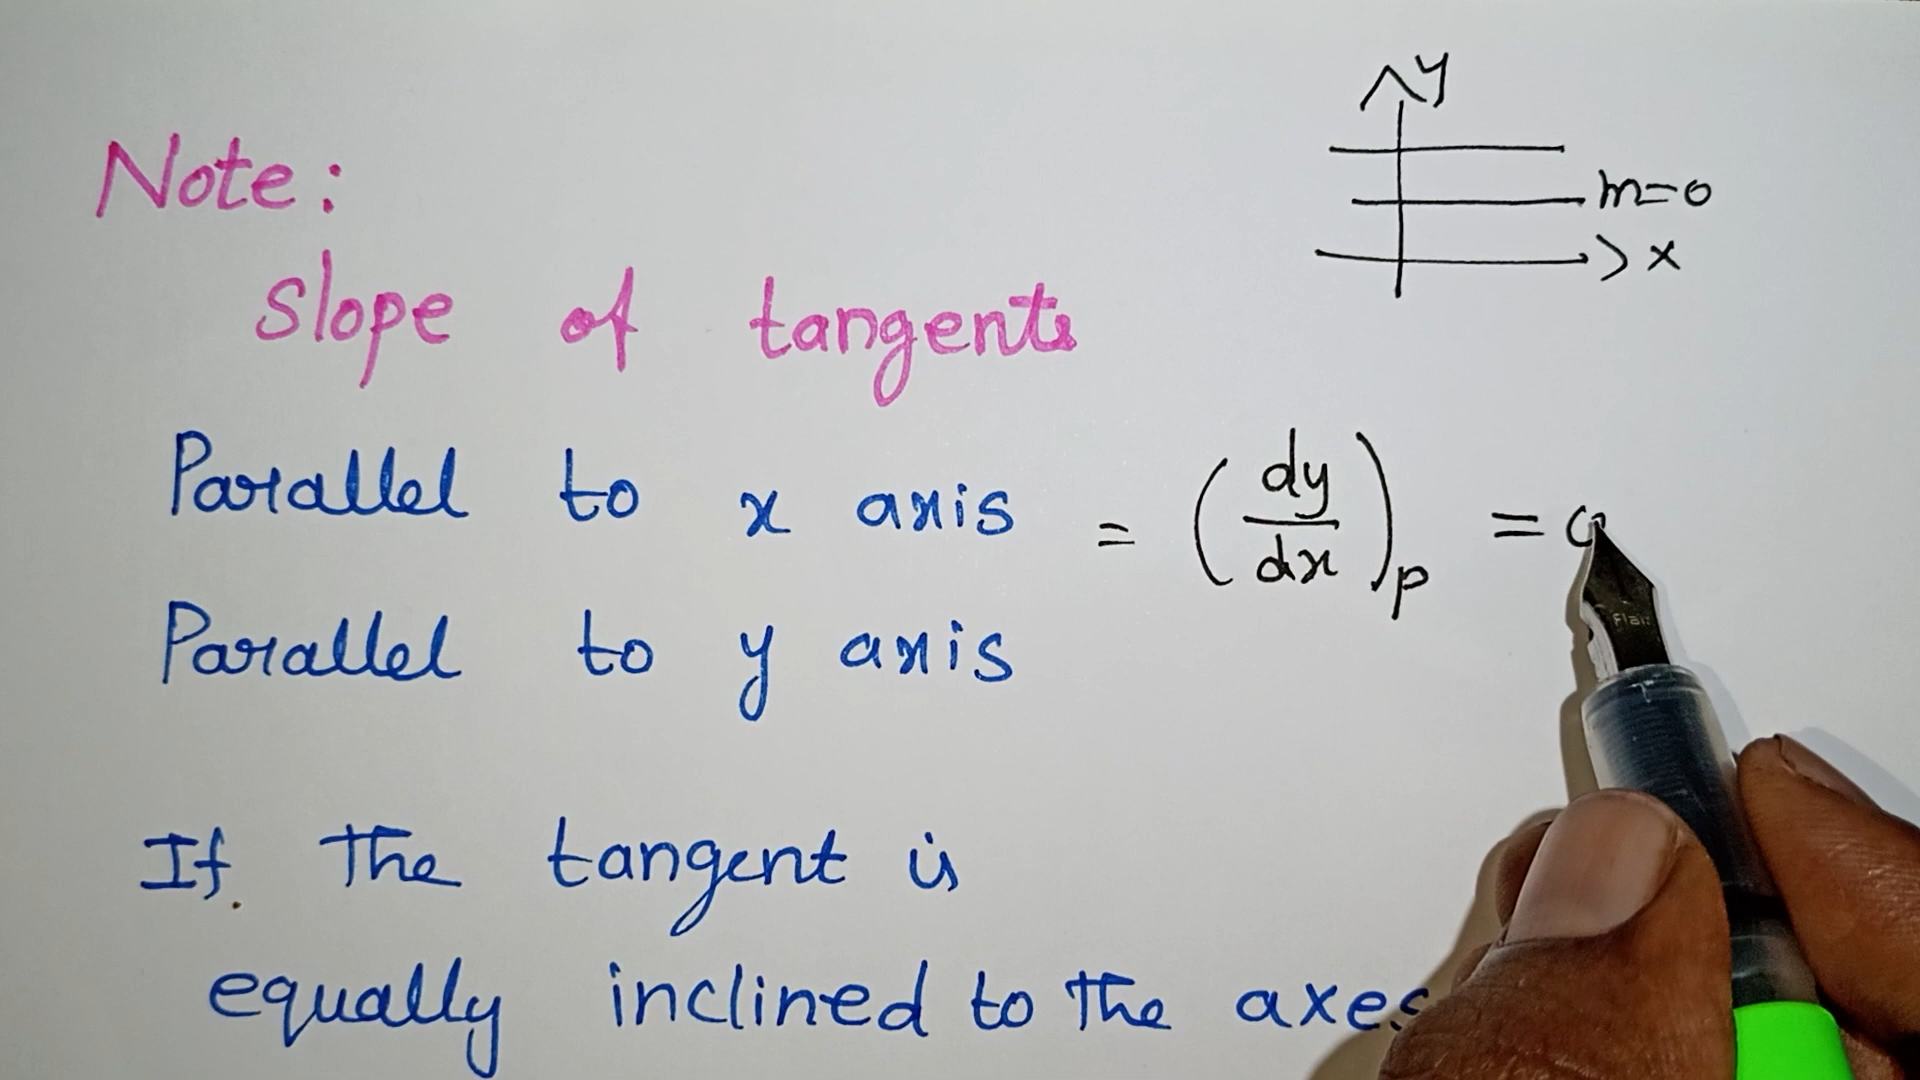 Note:
Slope of tangents
Parallel to x axis = (dy/dx)p = 0
Parallel to y axis
If the tangent is
equally inclined to the axes
y
m=0
x
Flair